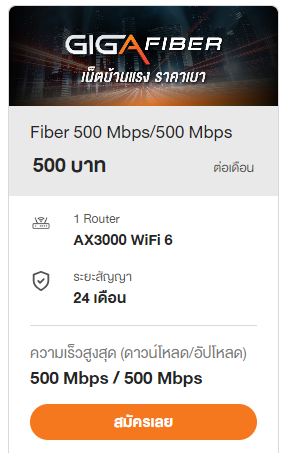 GIGA FIBER
เน็ตบ้านแรง ราคาเบา
Fiber 500 Mbps/500 Mbps
500 บาท
ต่อเดือน
1 Router
AX3000 WiFi 6
ระยะสัญญา
24 เดือน
ความเร็วสูงสุด (ดาวน์โหลด/อัปโหลด)
500 Mbps / 500 Mbps
สมัครเลย